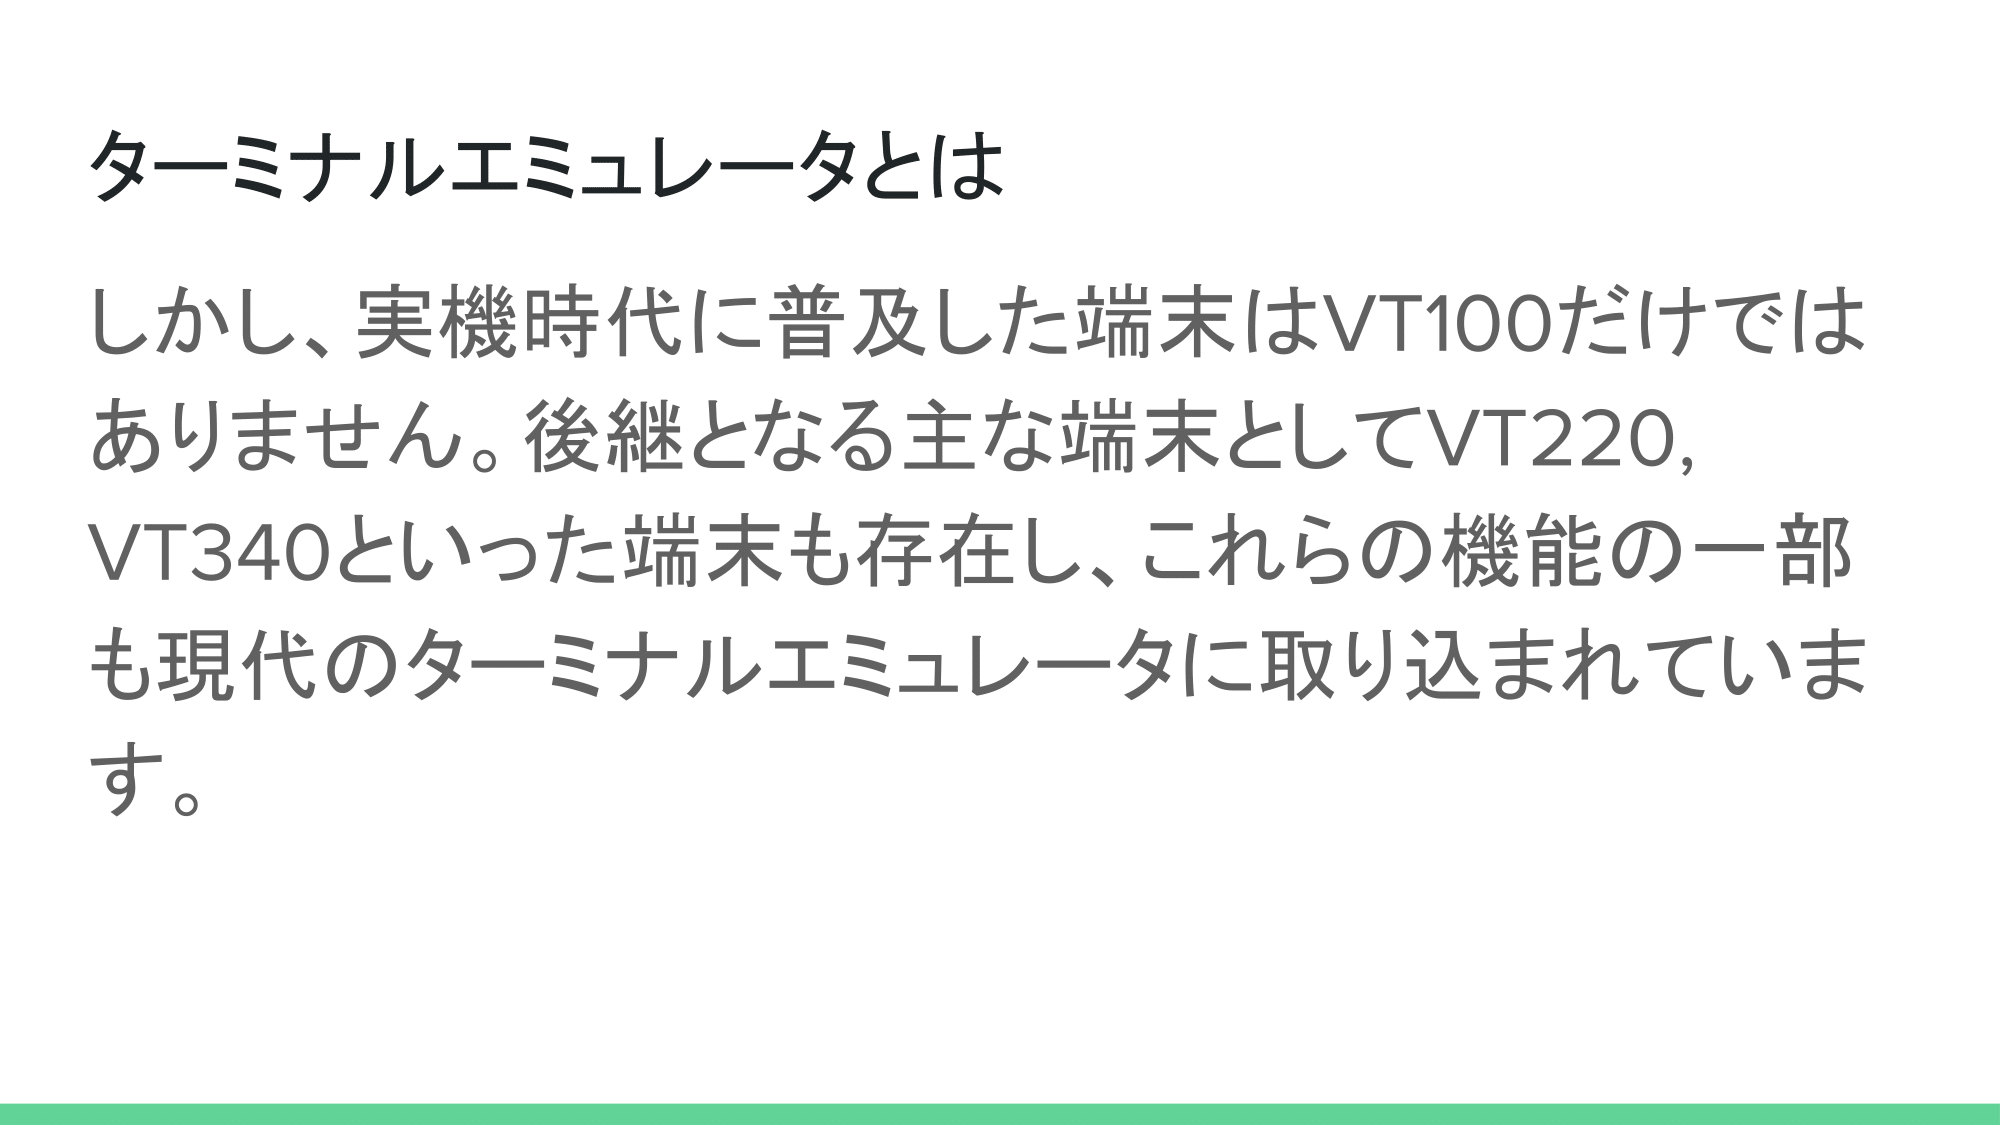 ターミナルエミュレータとは
しかし、実機時代に普及した端末はVT100だけでは
ありません。後継となる主な端末としてVT220,
VT340といった端末も存在し、これらの機能の一部
も現代のターミナルエミュレータに取り込まれていま
す。